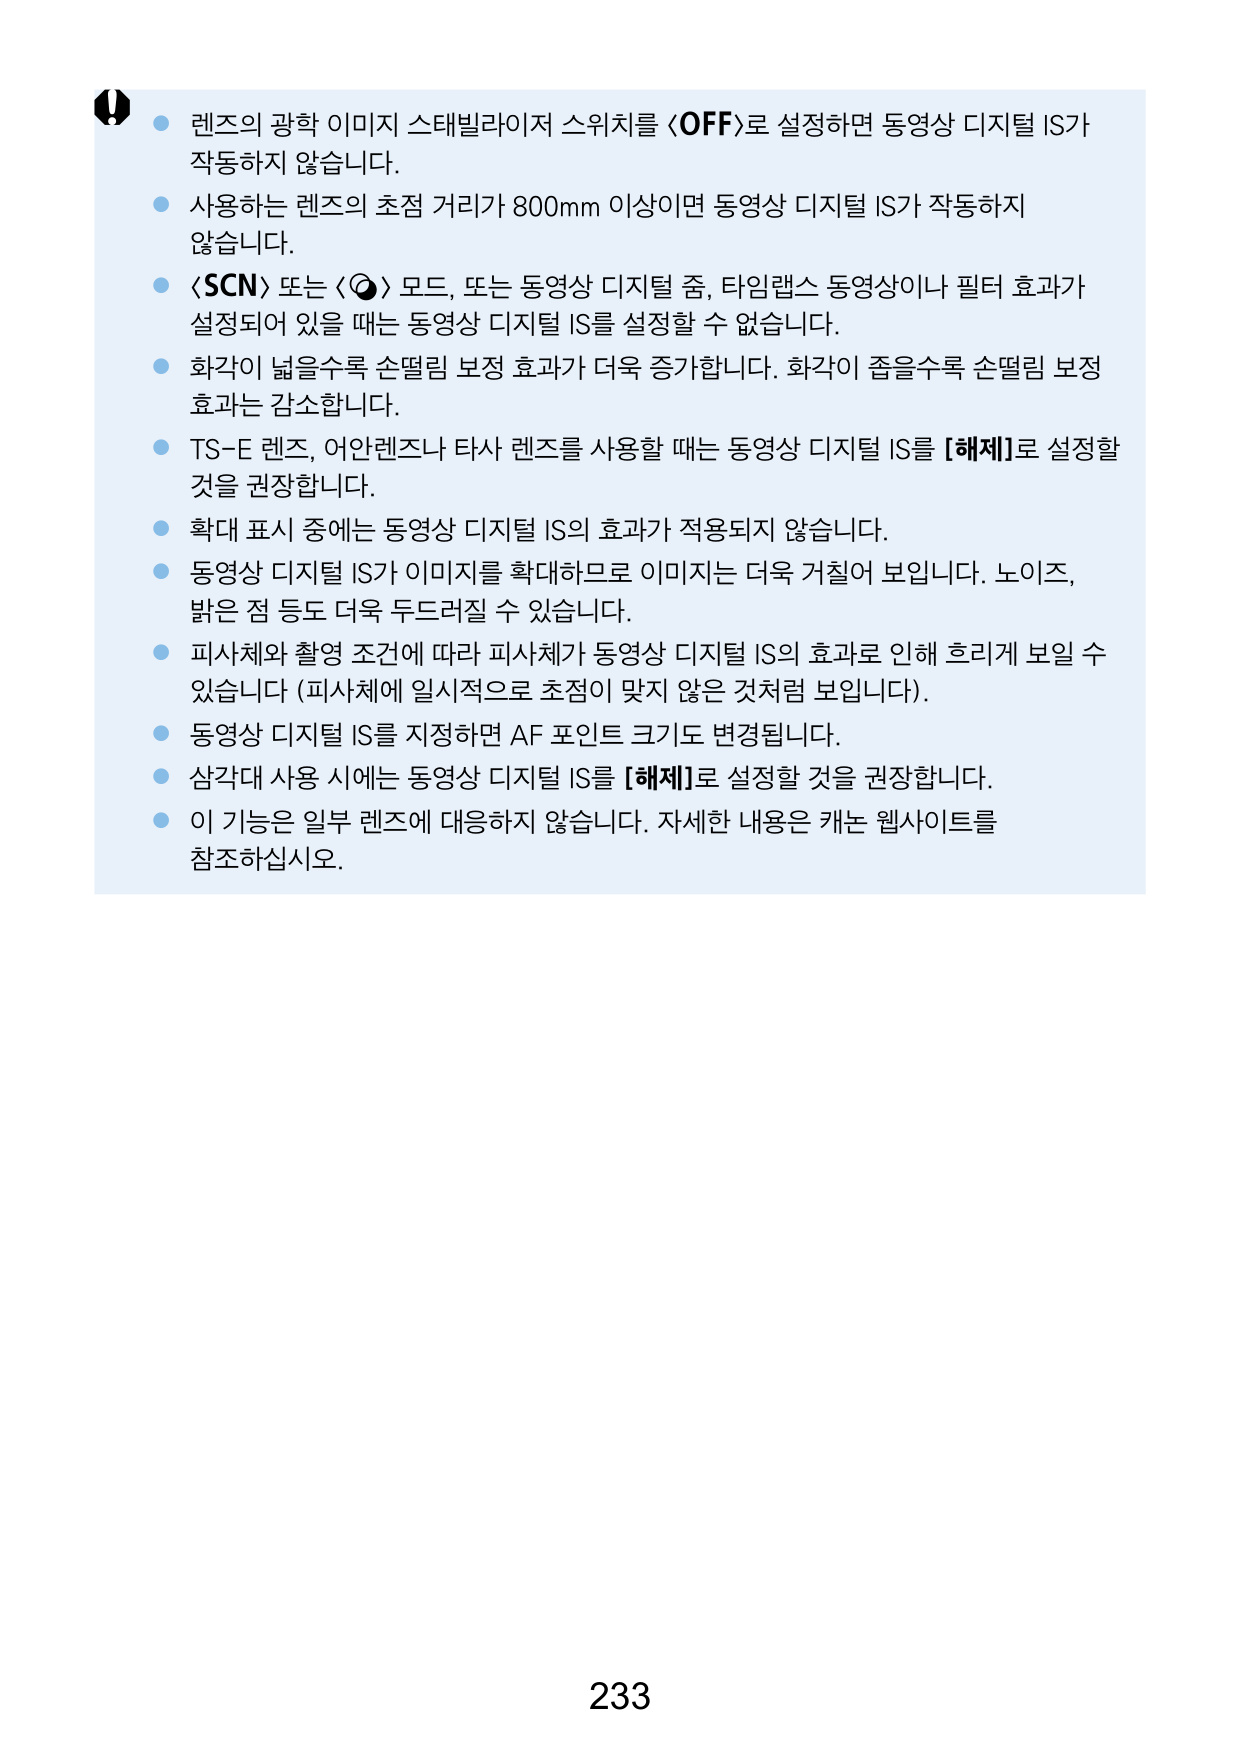 렌즈의 광학 이미지 스태빌라이저 스위치를 〈OFF〉로 설정하면 동영상 디지털 IS가
작동하지 않습니다.
사용하는 렌즈의 초점 거리가 800mm 이상이면 동영상 디지털 IS가 작동하지
않습니다.
〈SCN〉 또는 〈 〉 모드, 또는 동영상 디지털 줌, 타임랩스 동영상이나 필터 효과가
설정되어 있을 때는 동영상 디지털 IS를 설정할 수 없습니다.
화각이 넓을수록 손떨림 보정 효과가 더욱 증가합니다. 화각이 좁을수록 손떨림 보정
효과는 감소합니다.
TS-E 렌즈, 어안렌즈나 타사 렌즈를 사용할 때는 동영상 디지털 IS를 [해제]로 설정할
것을 권장합니다.
확대 표시 중에는 동영상 디지털 IS의 효과가 적용되지 않습니다.
동영상 디지털 IS가 이미지를 확대하므로 이미지는 더욱 거칠어 보입니다. 노이즈,
밝은 점 등도 더욱 두드러질 수 있습니다.
피사체와 촬영 조건에 따라 피사체가 동영상 디지털 IS의 효과로 인해 흐리게 보일 수
있습니다 (피사체에 일시적으로 초점이 맞지 않은 것처럼 보입니다).
동영상 디지털 IS를 지정하면 AF 포인트 크기도 변경됩니다.
삼각대 사용 시에는 동영상 디지털 IS를 [해제]로 설정할 것을 권장합니다.
이 기능은 일부 렌즈에 대응하지 않습니다. 자세한 내용은 캐논 웹사이트를
참조하십시오.
233